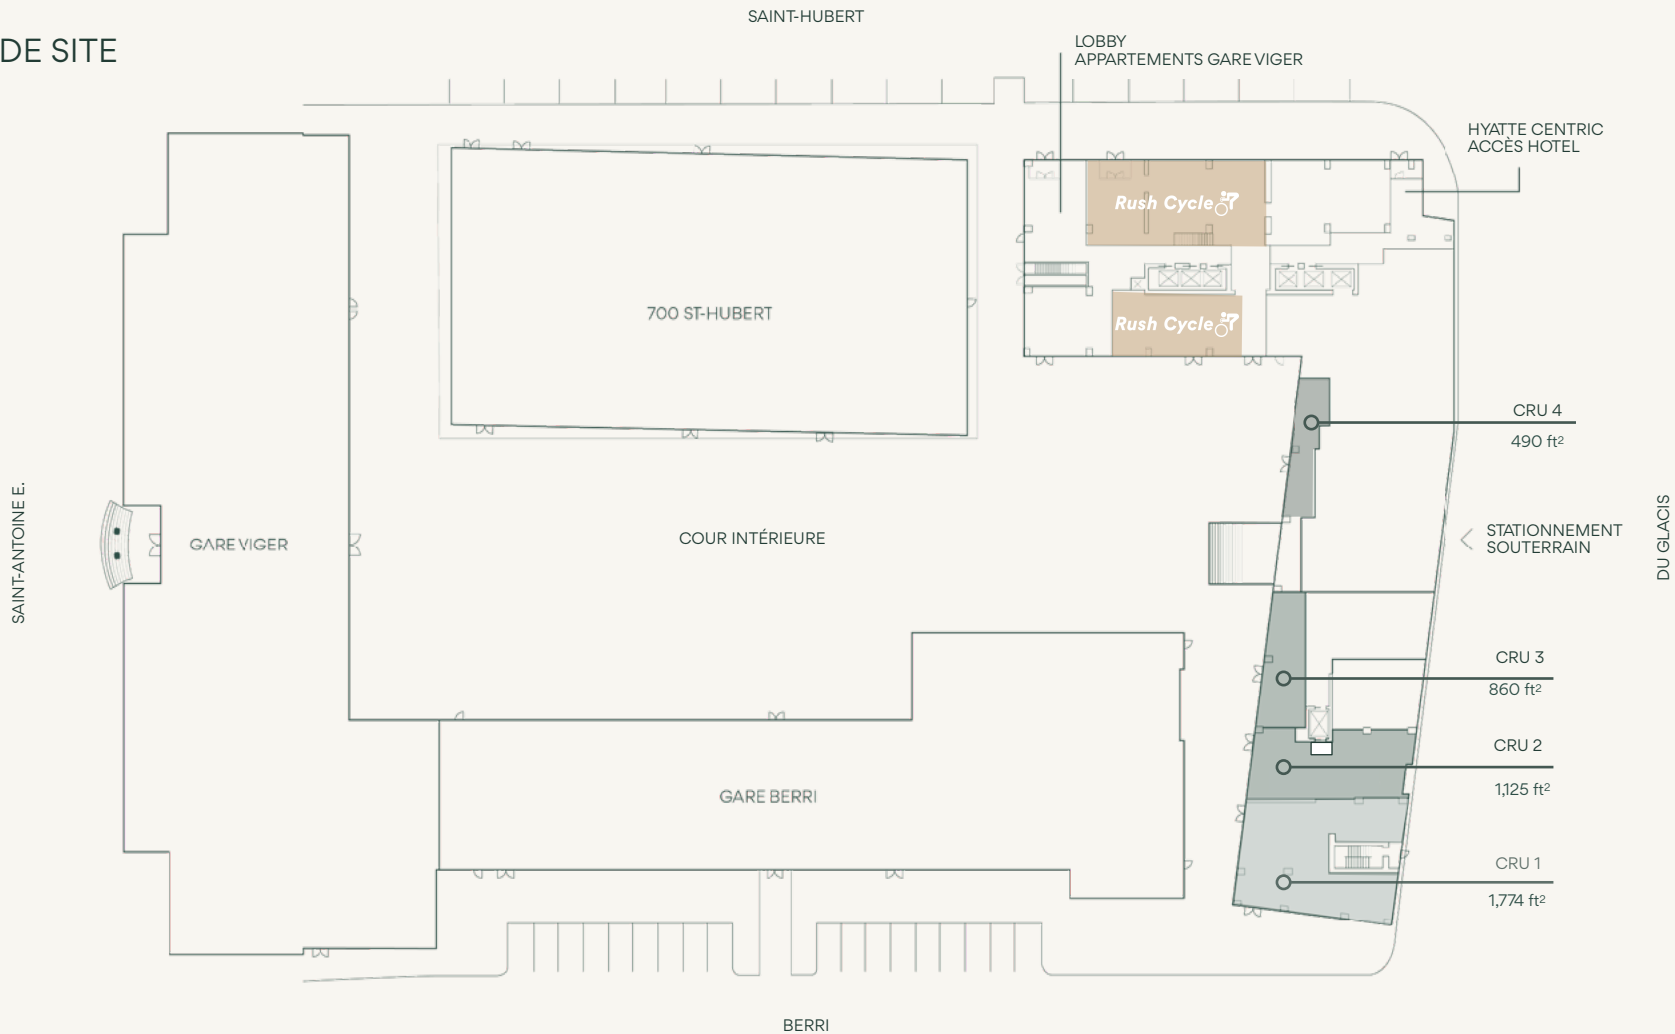 SAINT-HUBERT
DE SITE
LOBBY
APPARTEMENTS GARE VIGER
HYATTE CENTRIC
ACCÈS HOTEL
Rush Cycle
700 ST-HUBERT
Rush Cycle
CRU 4
490 ft²
SAINT-ANTOINE E.
GARE VIGER
COUR INTÉRIEURE
STATIONNEMENT
SOUTERRAIN
DU GLACIS
CRU 3
860 ft²
CRU 2
1,125 ft²
GARE BERRI
CRU 1
1,774 ft²
BERRI